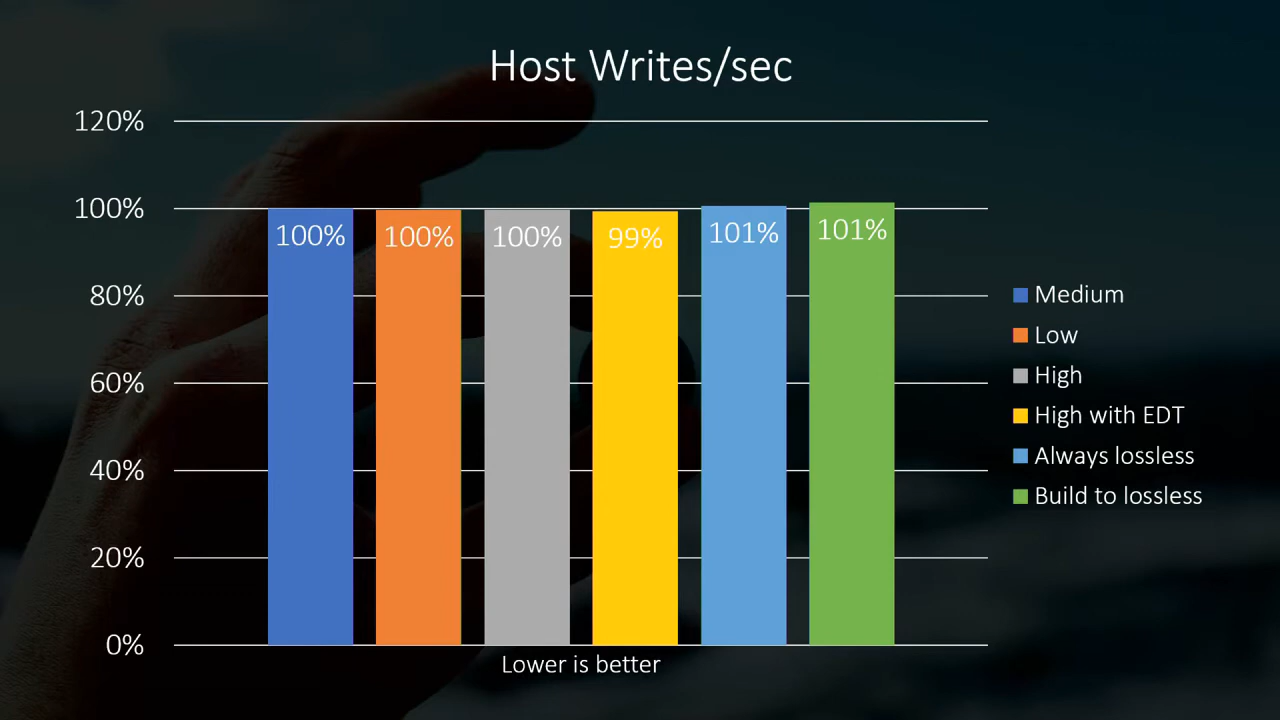 Host Writes/sec
120%
100%
80%
60%
40%
20%
0%
100%
100%
100%
99%
101%
101%
Lower is better
Medium
Low
High
High with EDT
Always lossless
Build to lossless